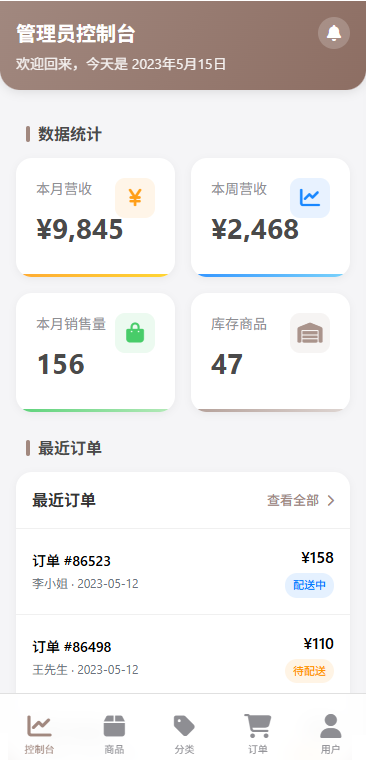 管理员控制台
欢迎回来，今天是 2023年5月15日
数据统计
本月营收
¥
¥9,845
本周营收
¥2,468
本月销售量
156
库存商品
47
最近订单
最近订单
查看全部
订单 #86523
¥158
李小姐 · 2023-05-12
配送中
订单 #86498
¥110
王先生 · 2023-05-12
待配送
控制台
商品
分类
订单
用户